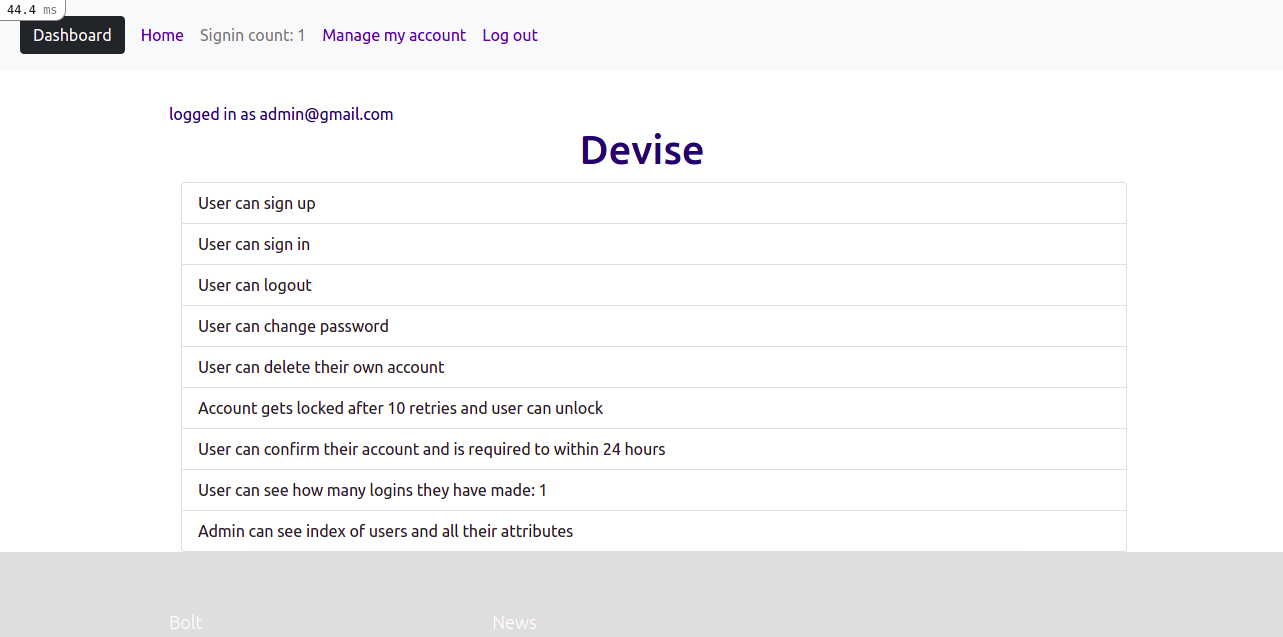 44.4 ms
Dashboard Home Signin count: 1 Manage my account Log out
logged in as admin@gmail.com
Devise
User can sign up
User can sign in
User can logout
User can change password
User can delete their own account
Account gets locked after 10 retries and user can unlock
User can confirm their account and is required to within 24 hours
User can see how many logins they have made: 1
Admin can see index of users and all their attributes
Bolt News